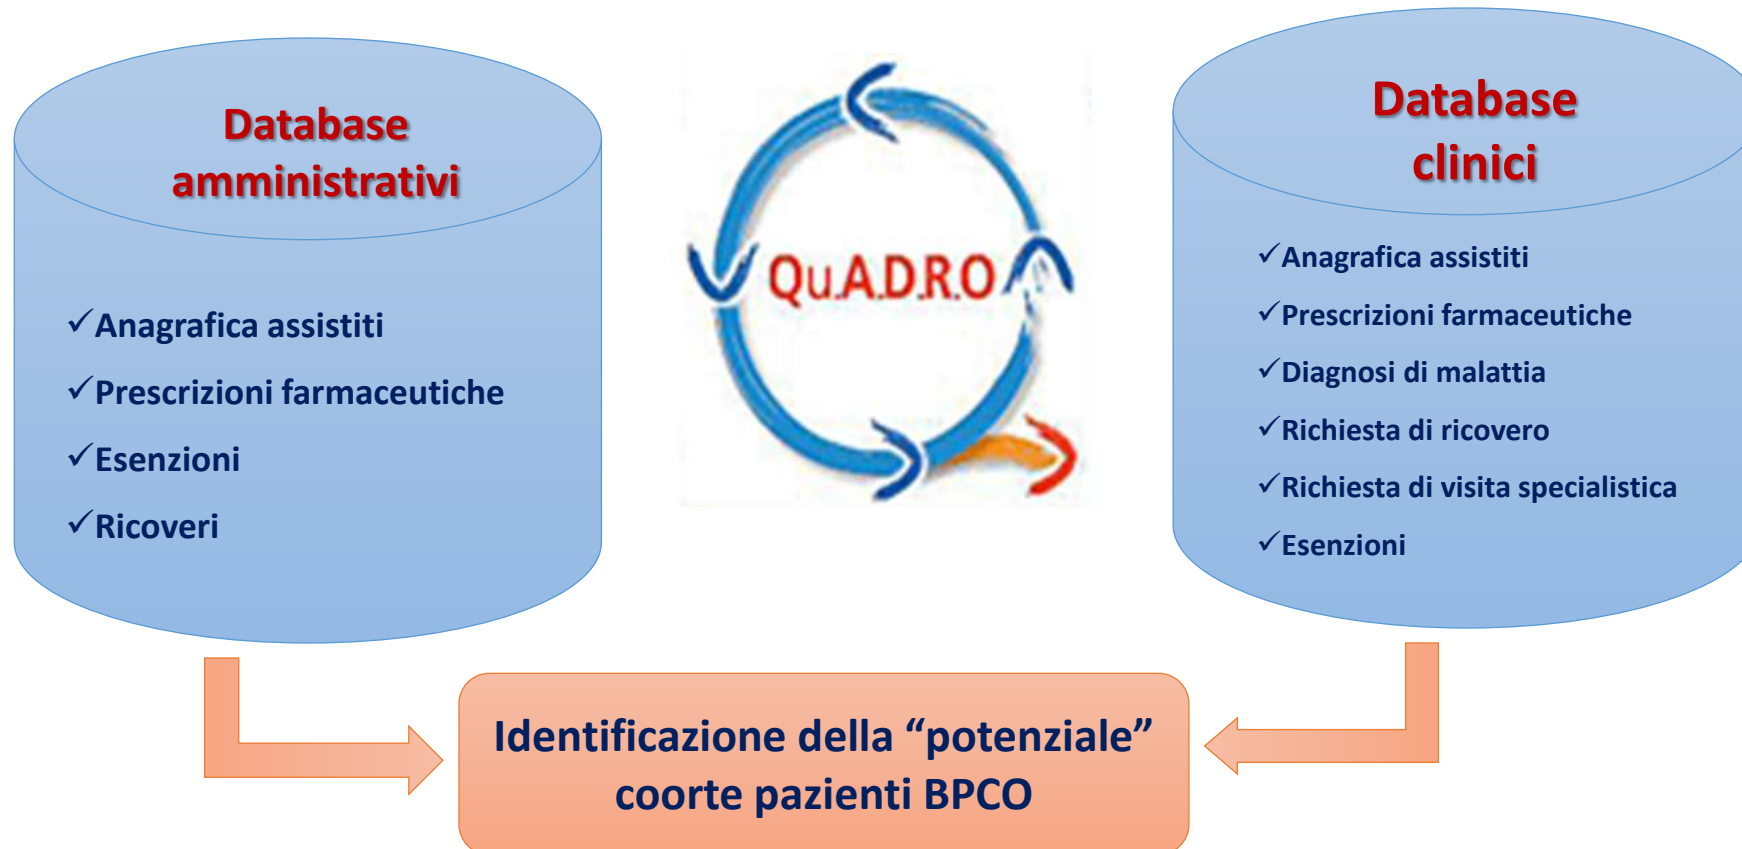 Database
amministrativi
✓Anagrafica assistiti
✓Prescrizioni farmaceutiche
✓Esenzioni
✓Ricoveri
Qu.A.D.R.O
Database
clinici
✓Anagrafica assistiti
✓Prescrizioni farmaceutiche
✓Diagnosi di malattia
✓Richiesta di ricovero
✓Richiesta di visita specialistica
✓Esenzioni
Identificazione della “potenziale”
coorte pazienti BPCO